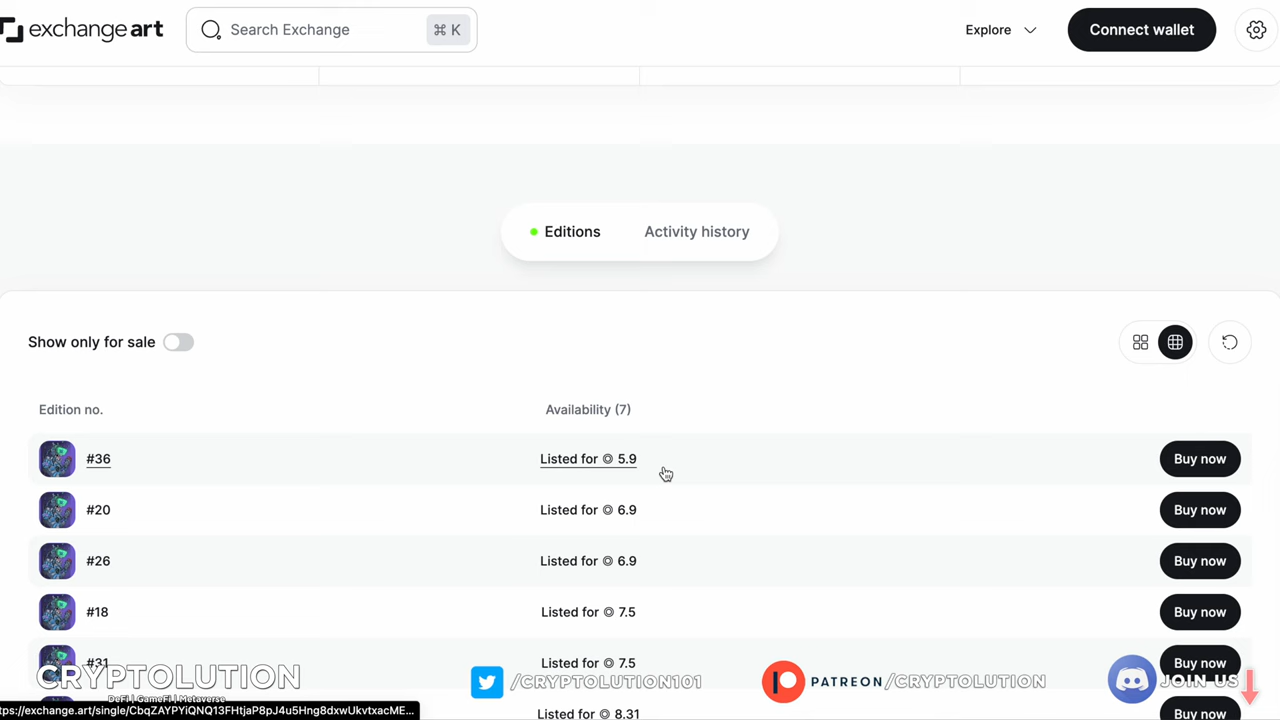 exchange art
Search Exchange
⌘ K
Explore
Connect wallet
Editions
Activity history
Show only for sale
Edition no.
Availability (7)
#36
Listed for ◎ 5.9
Buy now
#20
Listed for ◎ 6.9
Buy now
#26
Listed for ◎ 6.9
Buy now
#18
Listed for ◎ 7.5
Buy now
#31
Listed for ◎ 7.5
Buy now
CRYPTOLUTION
DeFi | GameFi | Metaverse
/CRYPTOLUTION101
PATREON/CRYPTOLUTION
JOIN US
Listed for ◎ 8.31
Buy now